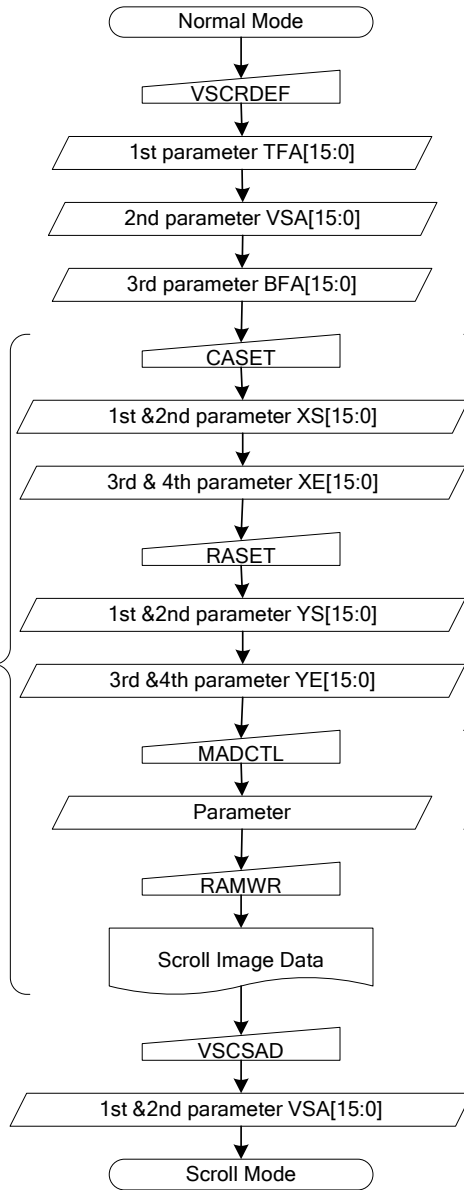 Normal Mode
VSCRDEF
1st parameter TFA[15:0]
2nd parameter VSA[15:0]
3rd parameter BFA[15:0]
CASET
1st &2nd parameter XS[15:0]
3rd & 4th parameter XE[15:0]
RASET
1st &2nd parameter YS[15:0]
3rd &4th parameter YE[15:0]
MADCTL
Parameter
RAMWR
Scroll Image Data
VSCSAD
1st &2nd parameter VSA[15:0]
Scroll Mode